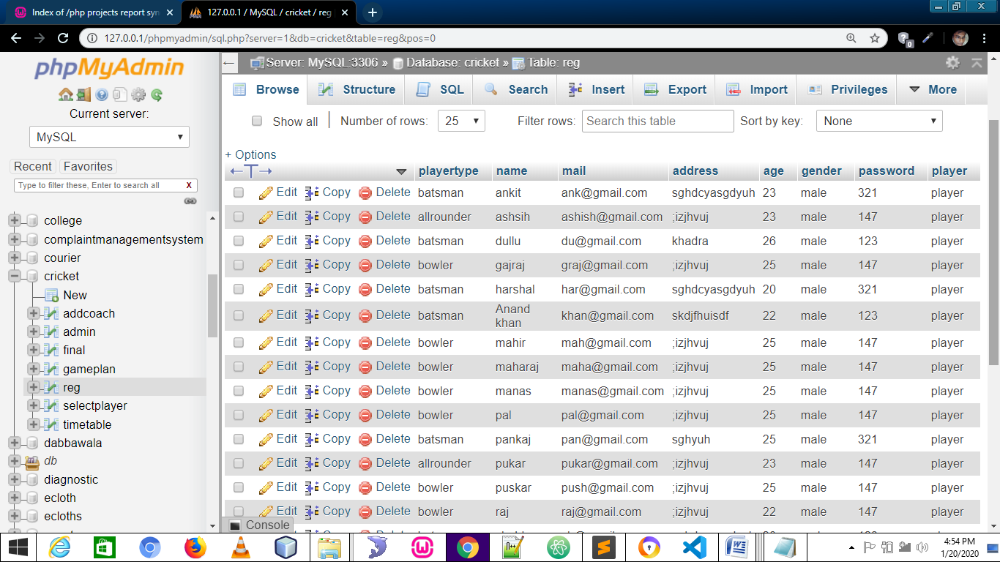 Index of /php projects report syn
127.0.0.1 / MySQL / cricket / reg
127.0.0.1/phpmyadmin/sql.php?server=1&db=cricket&table=reg&pos=0
phpMyAdmin
Current server:
MySQL
Recent Favorites
Type to filter these, Enter to search all X
college
complaintmanagementsystem
courier
cricket
New
addcoach
admin
final
gameplan
reg
selectplayer
timetable
dabbawala
db
diagnostic
ecloth
ecloths
Server: MySQL:3306 » Database: cricket » Table: reg
Browse Structure SQL Search Insert Export Import Privileges More
Show all Number of rows: 25 Filter rows: Search this table Sort by key: None
+ Options
playertype name mail address age gender password player
Edit Copy Delete batsman ankit ank@gmail.com sghdcyasgdyuh 23 male 321 player
Edit Copy Delete allrounder ashsih ashish@gmail.com ;izjhvuj 23 male 147 player
Edit Copy Delete batsman dullu du@gmail.com khadra 26 male 123 player
Edit Copy Delete bowler gajraj graj@gmail.com ;izjhvuj 25 male 147 player
Edit Copy Delete batsman harshal har@gmail.com sghdcyasgdyuh 20 male 321 player
Edit Copy Delete batsman Anand khan khan@gmail.com skdjfhuisdf 22 male 123 player
Edit Copy Delete bowler mahir mah@gmail.com ;izjhvuj 25 male 147 player
Edit Copy Delete bowler maharaj maha@gmail.com ;izjhvuj 25 male 147 player
Edit Copy Delete bowler manas manas@gmail.com ;izjhvuj 25 male 147 player
Edit Copy Delete bowler pal pal@gmail.com ;izjhvuj 25 male 147 player
Edit Copy Delete batsman pankaj pan@gmail.com sghyuh 25 male 321 player
Edit Copy Delete allrounder pukar pukar@gmail.com ;izjhvuj 23 male 147 player
Edit Copy Delete bowler puskar push@gmail.com ;izjhvuj 25 male 147 player
Edit Copy Delete bowler raj raj@gmail.com ;izjhvuj 22 male 147 player
Console
4:54 PM
1/20/2020